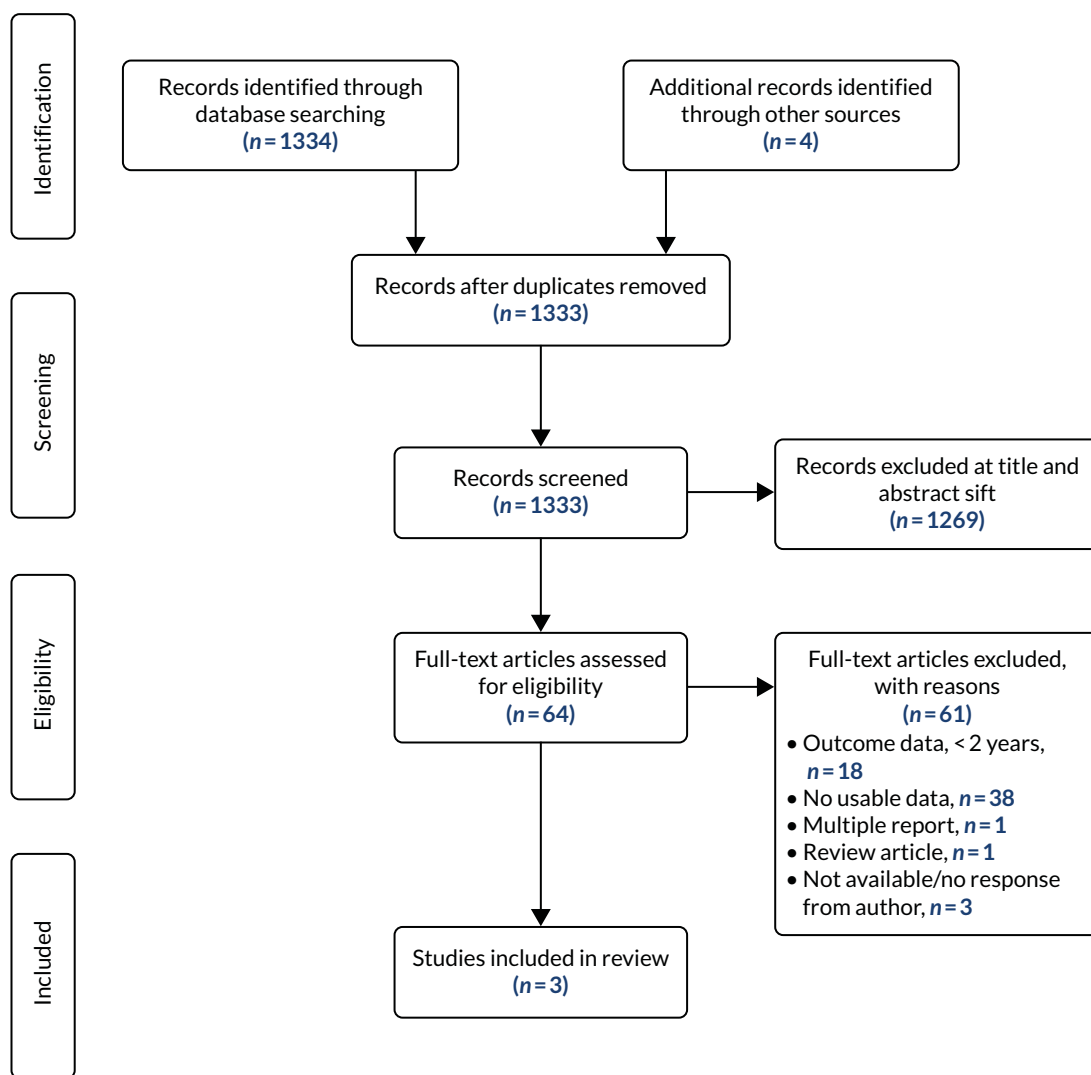 Identification
Records identified through
database searching
(n = 1334)
Additional records identified
through other sources
(n = 4)
Records after duplicates removed
(n = 1333)
Screening
Records screened
(n = 1333)
Records excluded at title and
abstract sift
(n = 1269)
Eligibility
Full-text articles assessed
for eligibility
(n = 64)
Full-text articles excluded,
with reasons
(n = 61)
• Outcome data, < 2 years,
n = 18
• No usable data, n = 38
• Multiple report, n = 1
• Review article, n = 1
• Not available/no response
from author, n = 3
Included
Studies included in review
(n = 3)